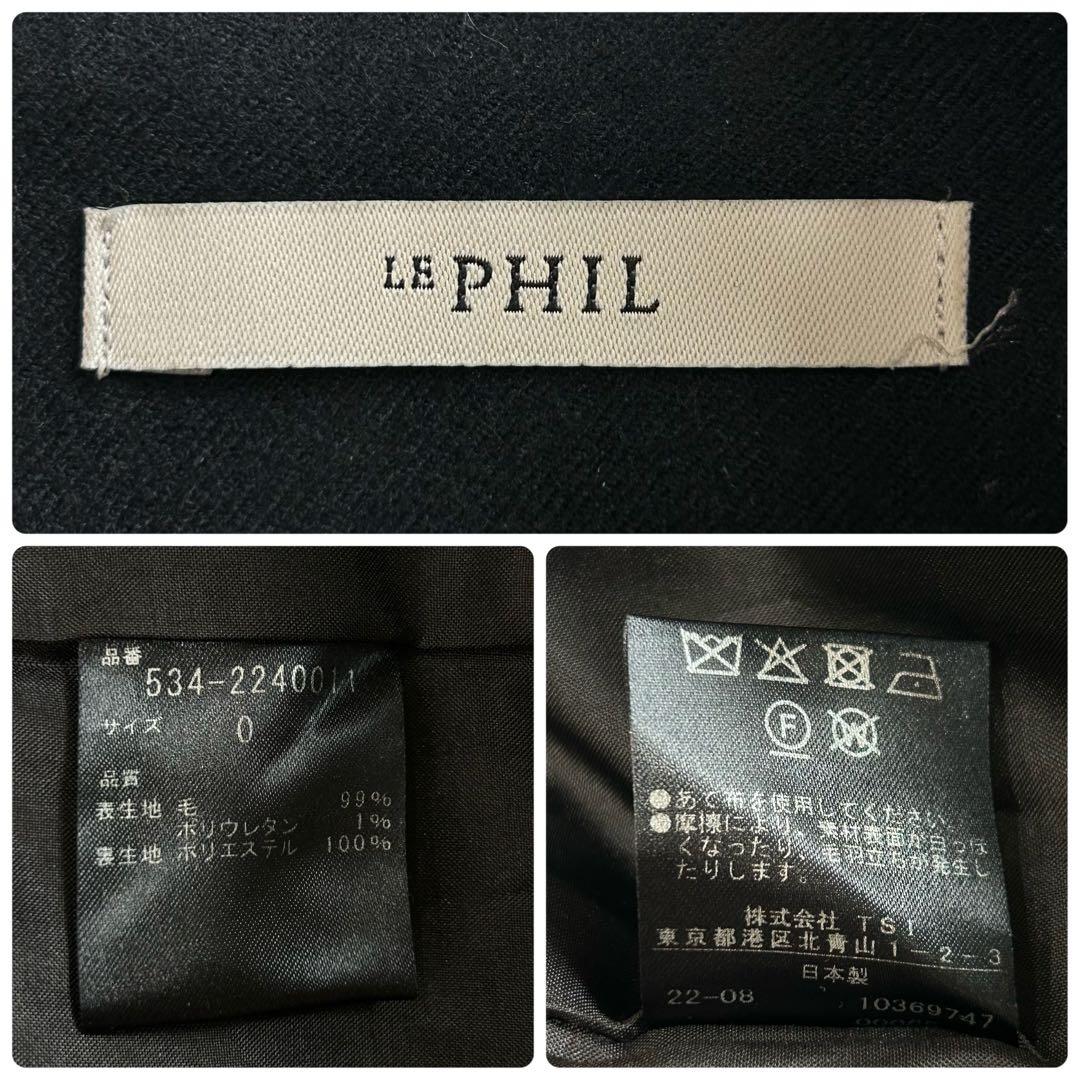 LE PHIL
品番
534-2240011
サイズ 0
品質
表生地 毛 99%
ポリウレタン 1%
裏生地 ポリエステル 100%
F
W
●あて布を使用してください。
●摩擦により、素材表面が白っぽ
くなったり、毛羽立ちが発生し
たりします。
株式会社 TSI
東京都港区北青山1-2-3
日本製
22-08 10369747